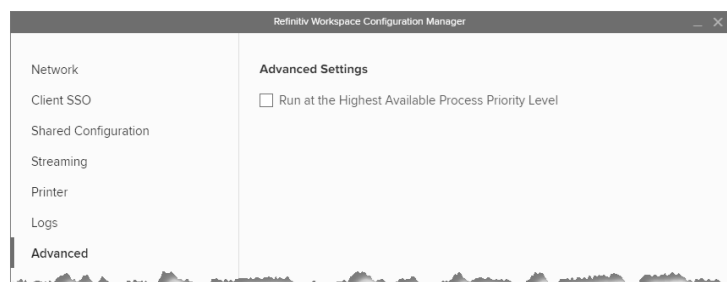 Refinitiv Workspace Configuration Manager
Network
Client SSO
Shared Configuration
Streaming
Printer
Logs
Advanced
Advanced Settings
Run at the Highest Available Process Priority Level